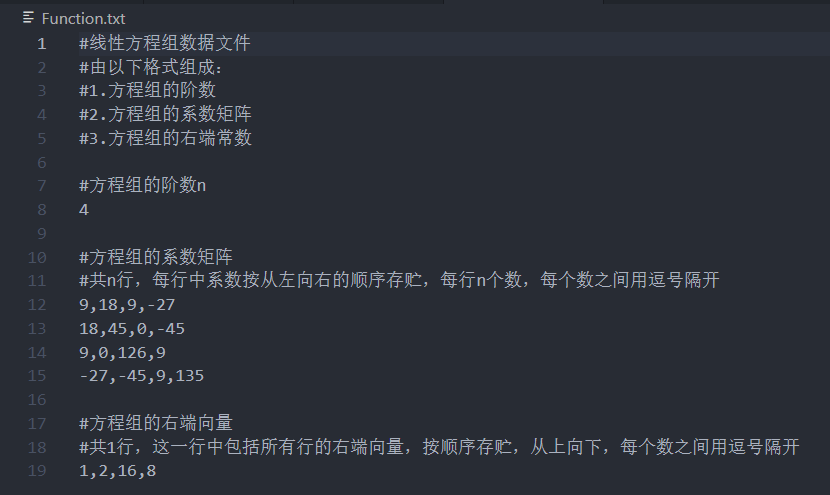 Function.txt
1 #线性方程组数据文件
2 #由以下格式组成：
3 #1.方程组的阶数
4 #2.方程组的系数矩阵
5 #3.方程组的右端常数
6
7 #方程组的阶数n
8 4
9
10 #方程组的系数矩阵
11 #共n行，每行中系数按从左向右的顺序存贮，每行n个数，每个数之间用逗号隔开
12 9,18,9,-27
13 18,45,0,-45
14 9,0,126,9
15 -27,-45,9,135
16
17 #方程组的右端向量
18 #共1行，这一行中包括所有行的右端向量，按顺序存贮，从上向下，每个数之间用逗号隔开
19 1,2,16,8